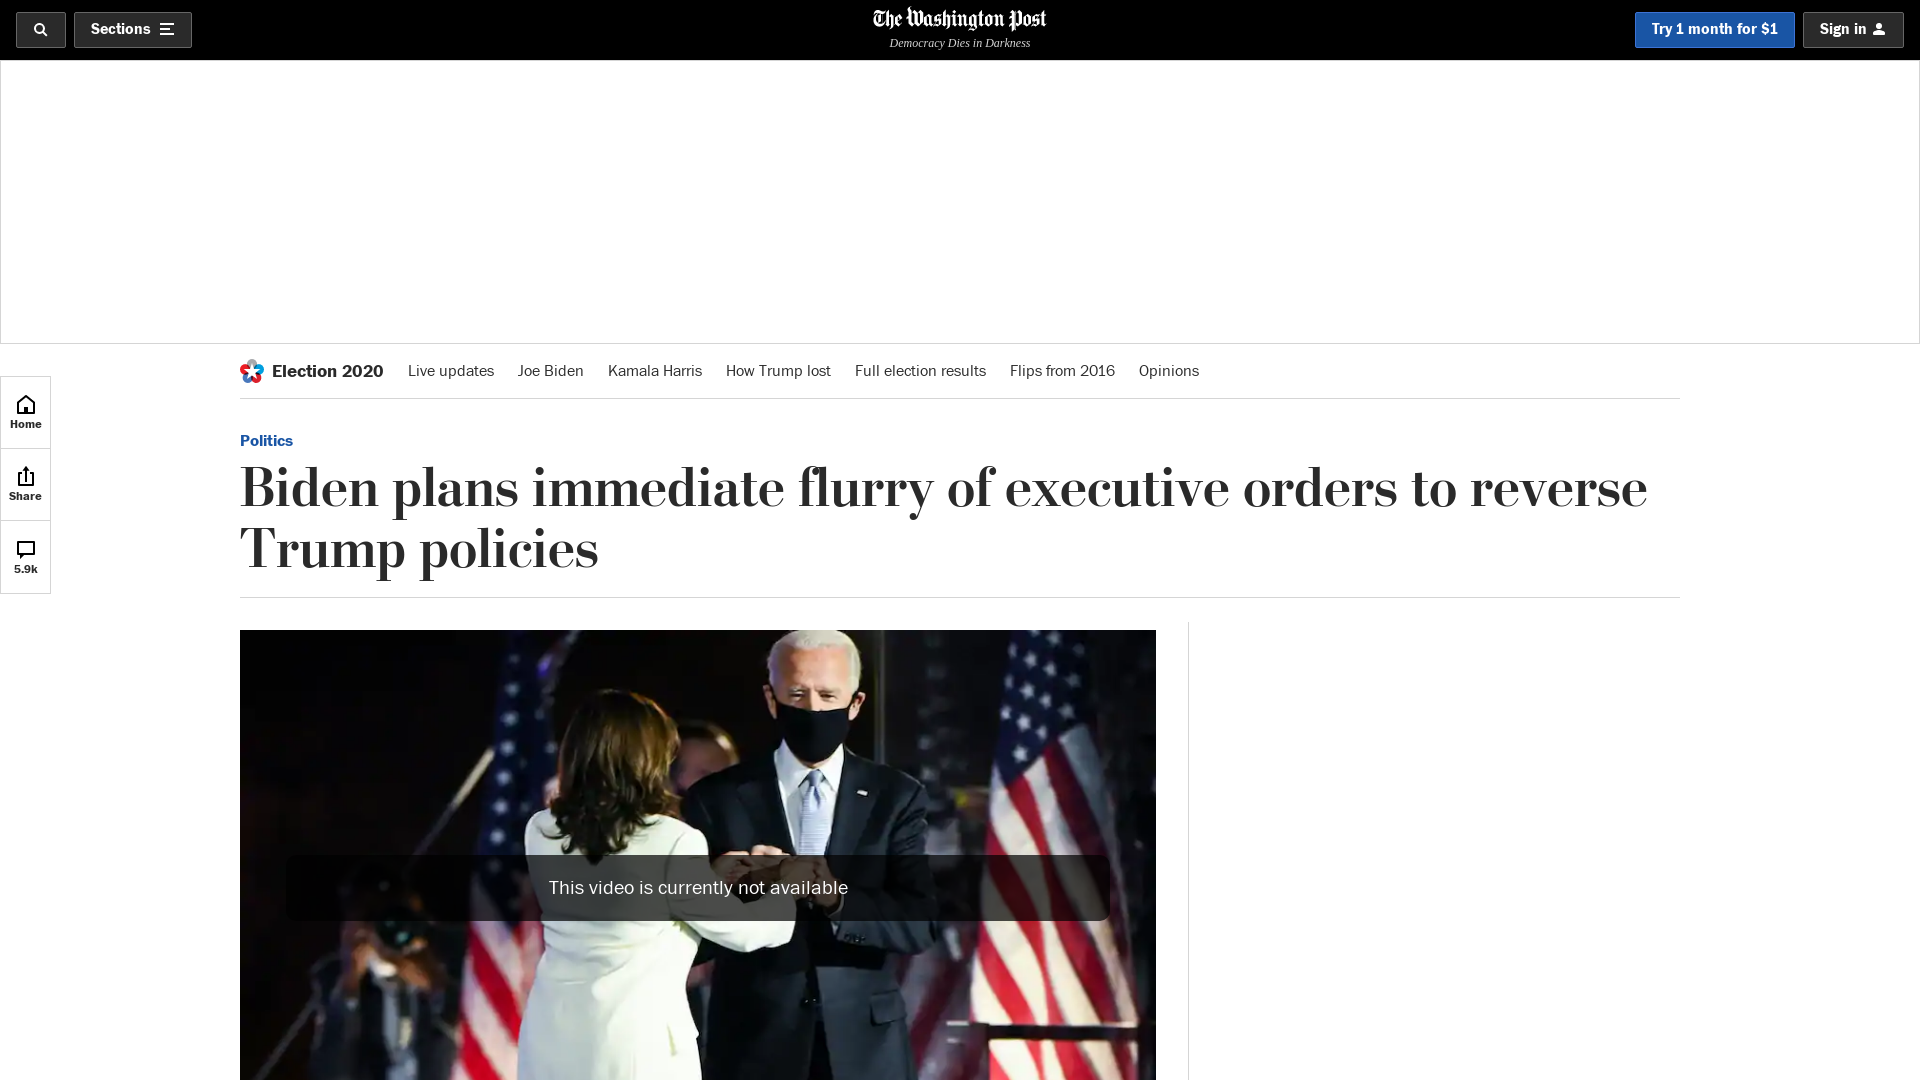 Sections
The Washington Post
Democracy Dies in Darkness
Try 1 month for $1
Sign in
Election 2020
Live updates
Joe Biden
Kamala Harris
How Trump lost
Full election results
Flips from 2016
Opinions
Home
Share
5.9k
Politics
Biden plans immediate flurry of executive orders to reverse
Trump policies
This video is currently not available